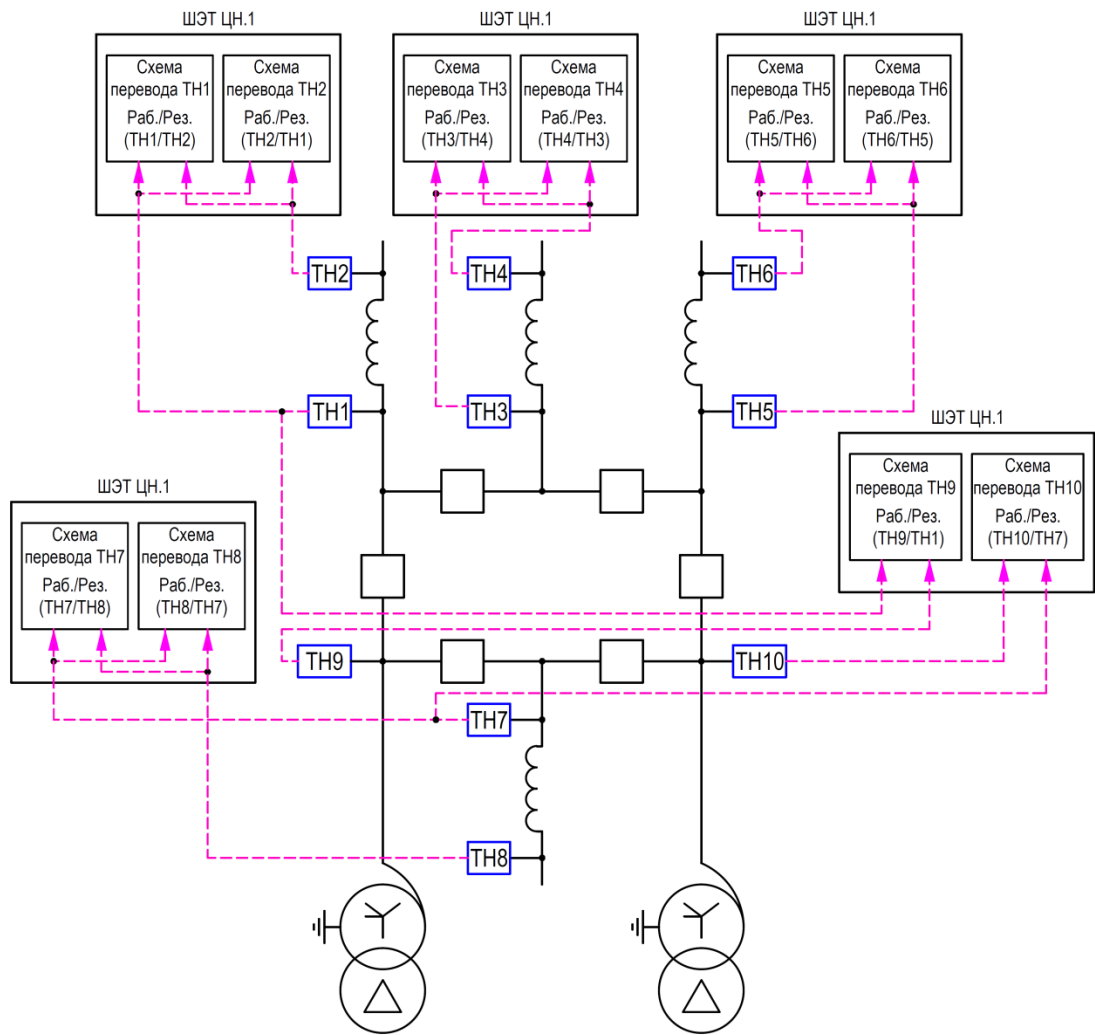 ШЭТ ЦН.1
Схема
перевода ТН1
Раб./Рез.
(ТН1/ТН2)
Схема
перевода ТН2
Раб./Рез.
(ТН2/ТН1)
ШЭТ ЦН.1
Схема
перевода ТН3
Раб./Рез.
(ТН3/ТН4)
Схема
перевода ТН4
Раб./Рез.
(ТН4/ТН3)
ШЭТ ЦН.1
Схема
перевода ТН5
Раб./Рез.
(ТН5/ТН6)
Схема
перевода ТН6
Раб./Рез.
(ТН6/ТН5)
ТН2
ТН4
ТН6
ТН1
ТН3
ТН5
ШЭТ ЦН.1
Схема
перевода ТН9
Раб./Рез.
(ТН9/ТН1)
Схема
перевода ТН10
Раб./Рез.
(ТН10/ТН7)
ШЭТ ЦН.1
Схема
перевода ТН7
Раб./Рез.
(ТН7/ТН8)
Схема
перевода ТН8
Раб./Рез.
(ТН8/ТН7)
ТН9
ТН10
ТН7
ТН8